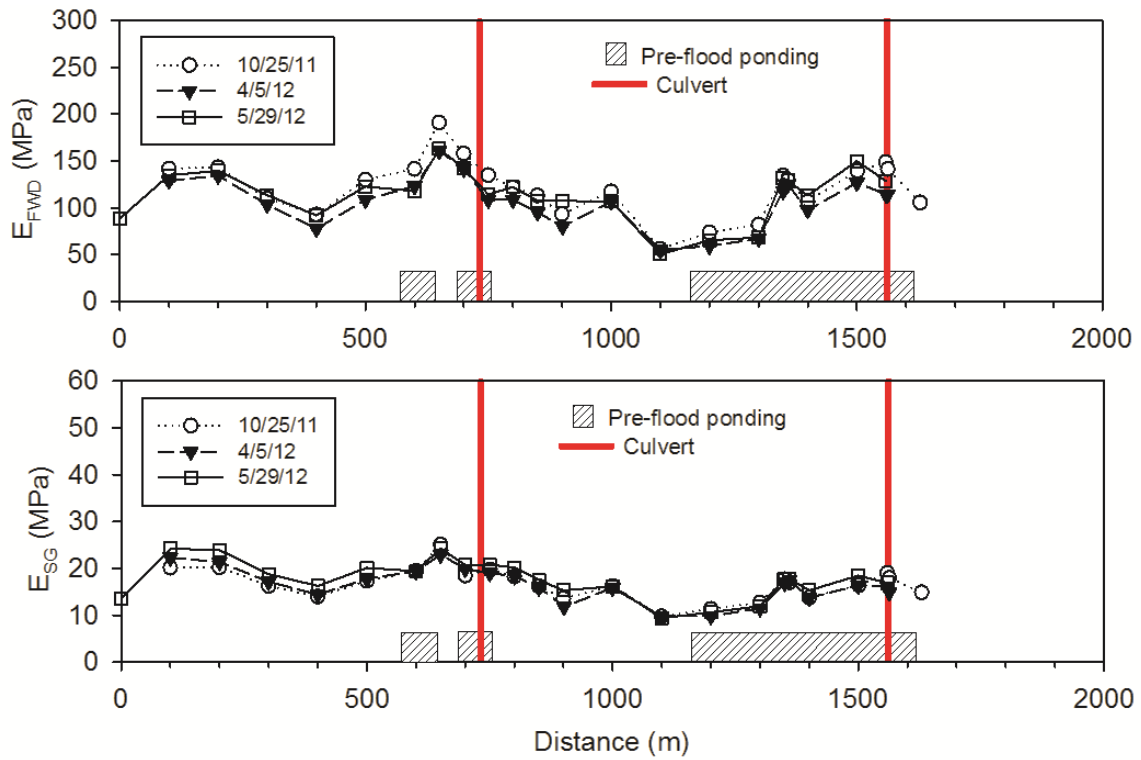 300
250
200
150
100
50
0
E_FWD (MPa)
10/25/11
4/5/12
5/29/12
Pre-flood ponding
Culvert
0 500 1000 1500 2000
60
50
40
30
20
10
0
E_SG (MPa)
10/25/11
4/5/12
5/29/12
Pre-flood ponding
Culvert
0 500 1000 1500 2000
Distance (m)